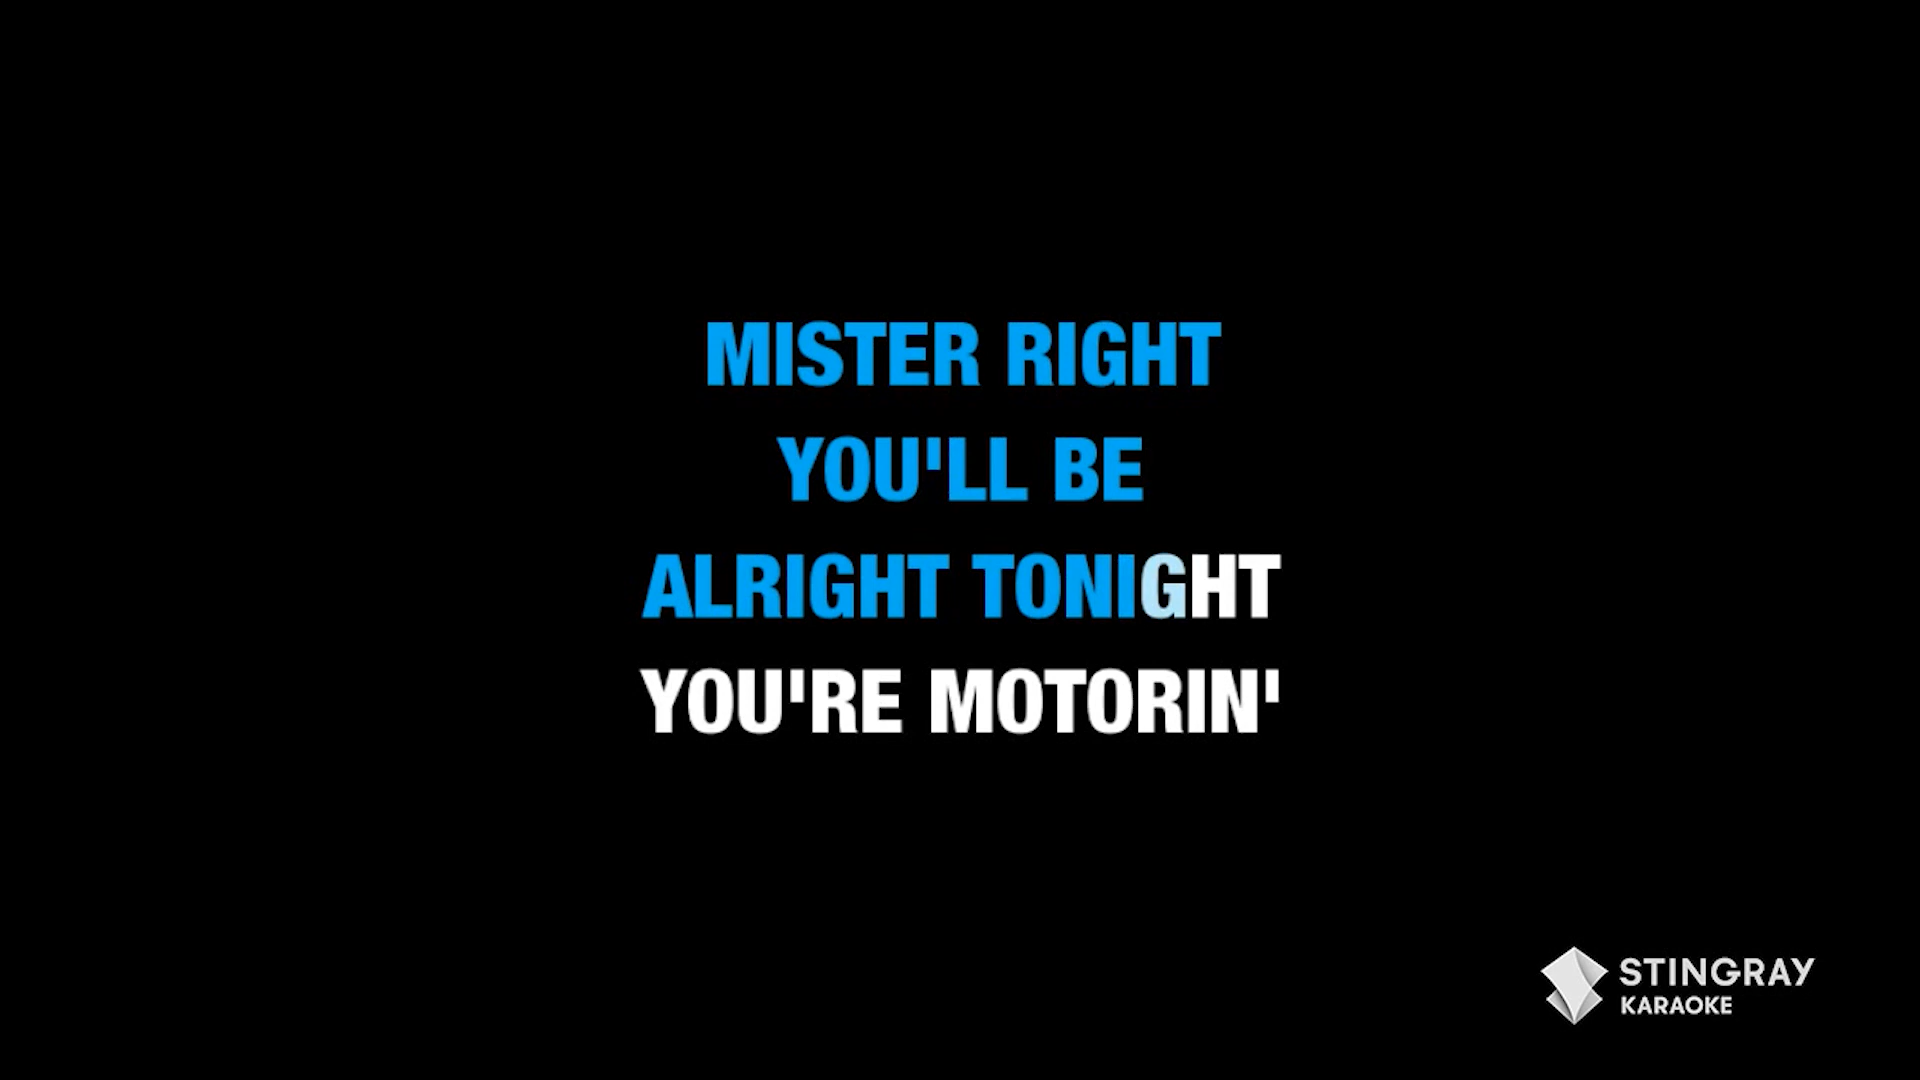 MISTER RIGHT
YOU'LL BE
ALRIGHT TONIGHT
YOU'RE MOTORIN'
STINGRAY
KARAOKE